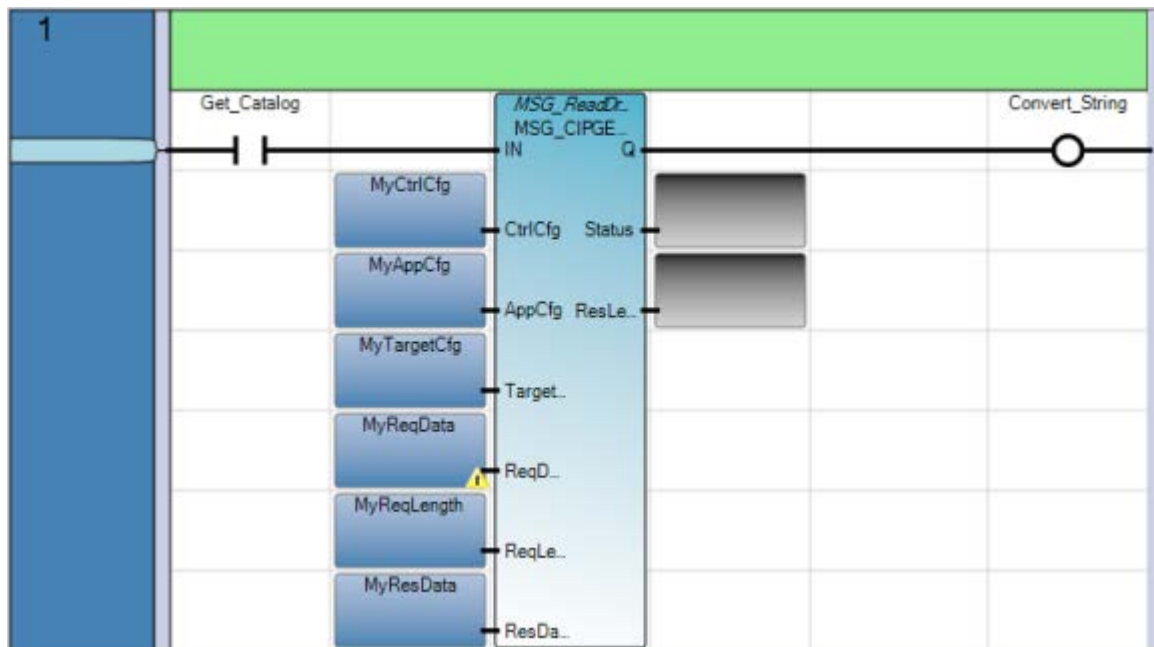 1
Get_Catalog
MSG_ReadDr...
Convert_String
MSG_CIPGE...
IN Q
MyCtrlCfg
CtrlCfg Status
MyAppCfg
AppCfg ResLe...
MyTargetCfg
Target...
MyReqData
ReqD...
MyReqLength
ReqLe...
MyResData
ResDa...